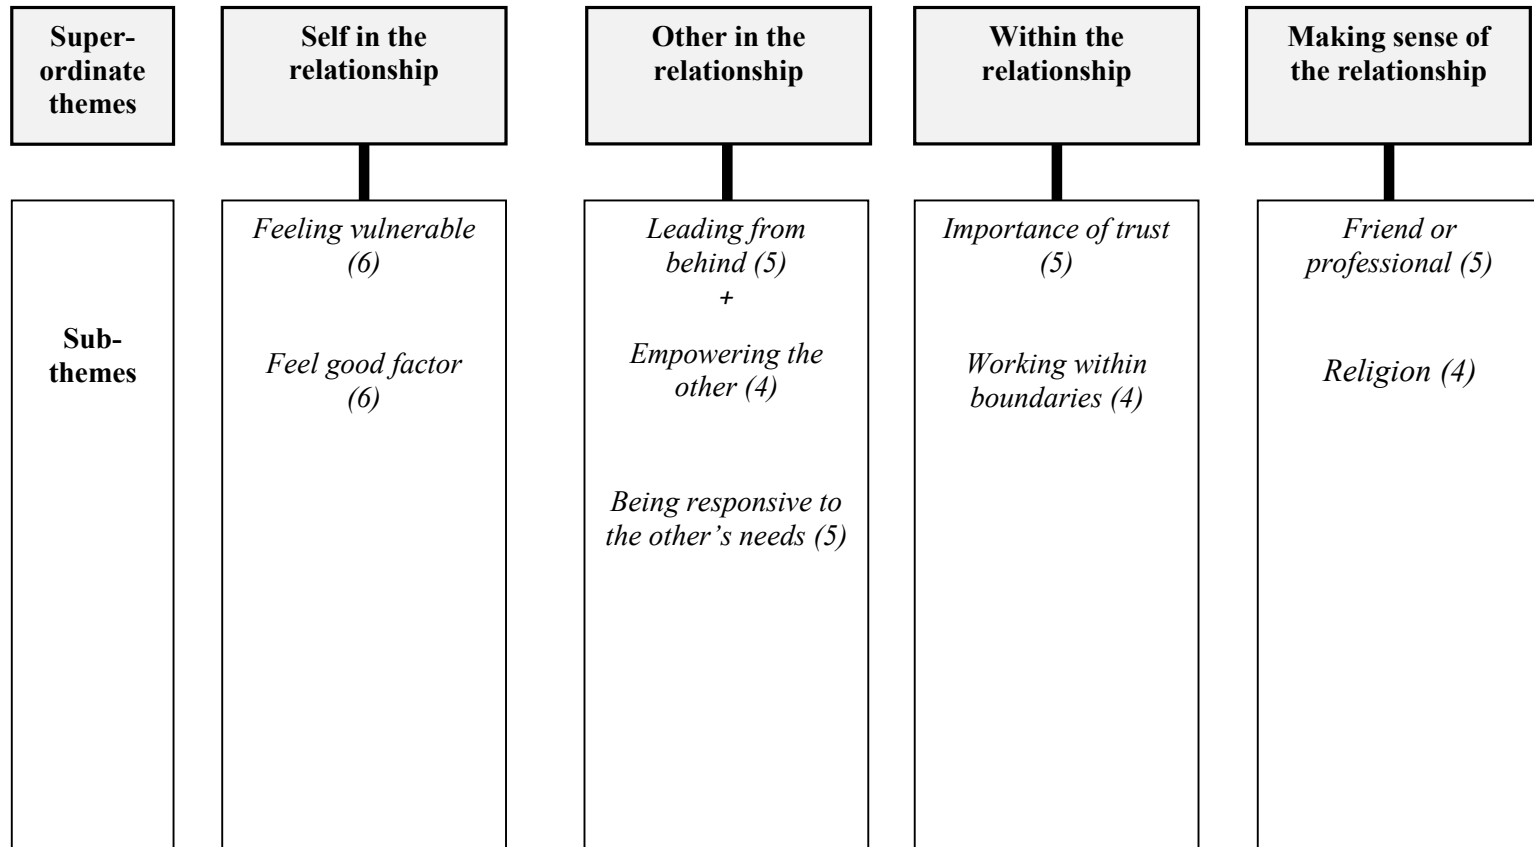 Super-
ordinate
themes
Self in the
relationship
Other in the
relationship
Within the
relationship
Making sense of
the relationship
Sub-
themes
Feeling vulnerable
(6)
Feel good factor
(6)
Leading from
behind (5)
+
Empowering the
other (4)
Being responsive to
the other’s needs (5)
Importance of trust
(5)
Working within
boundaries (4)
Friend or
professional (5)
Religion (4)